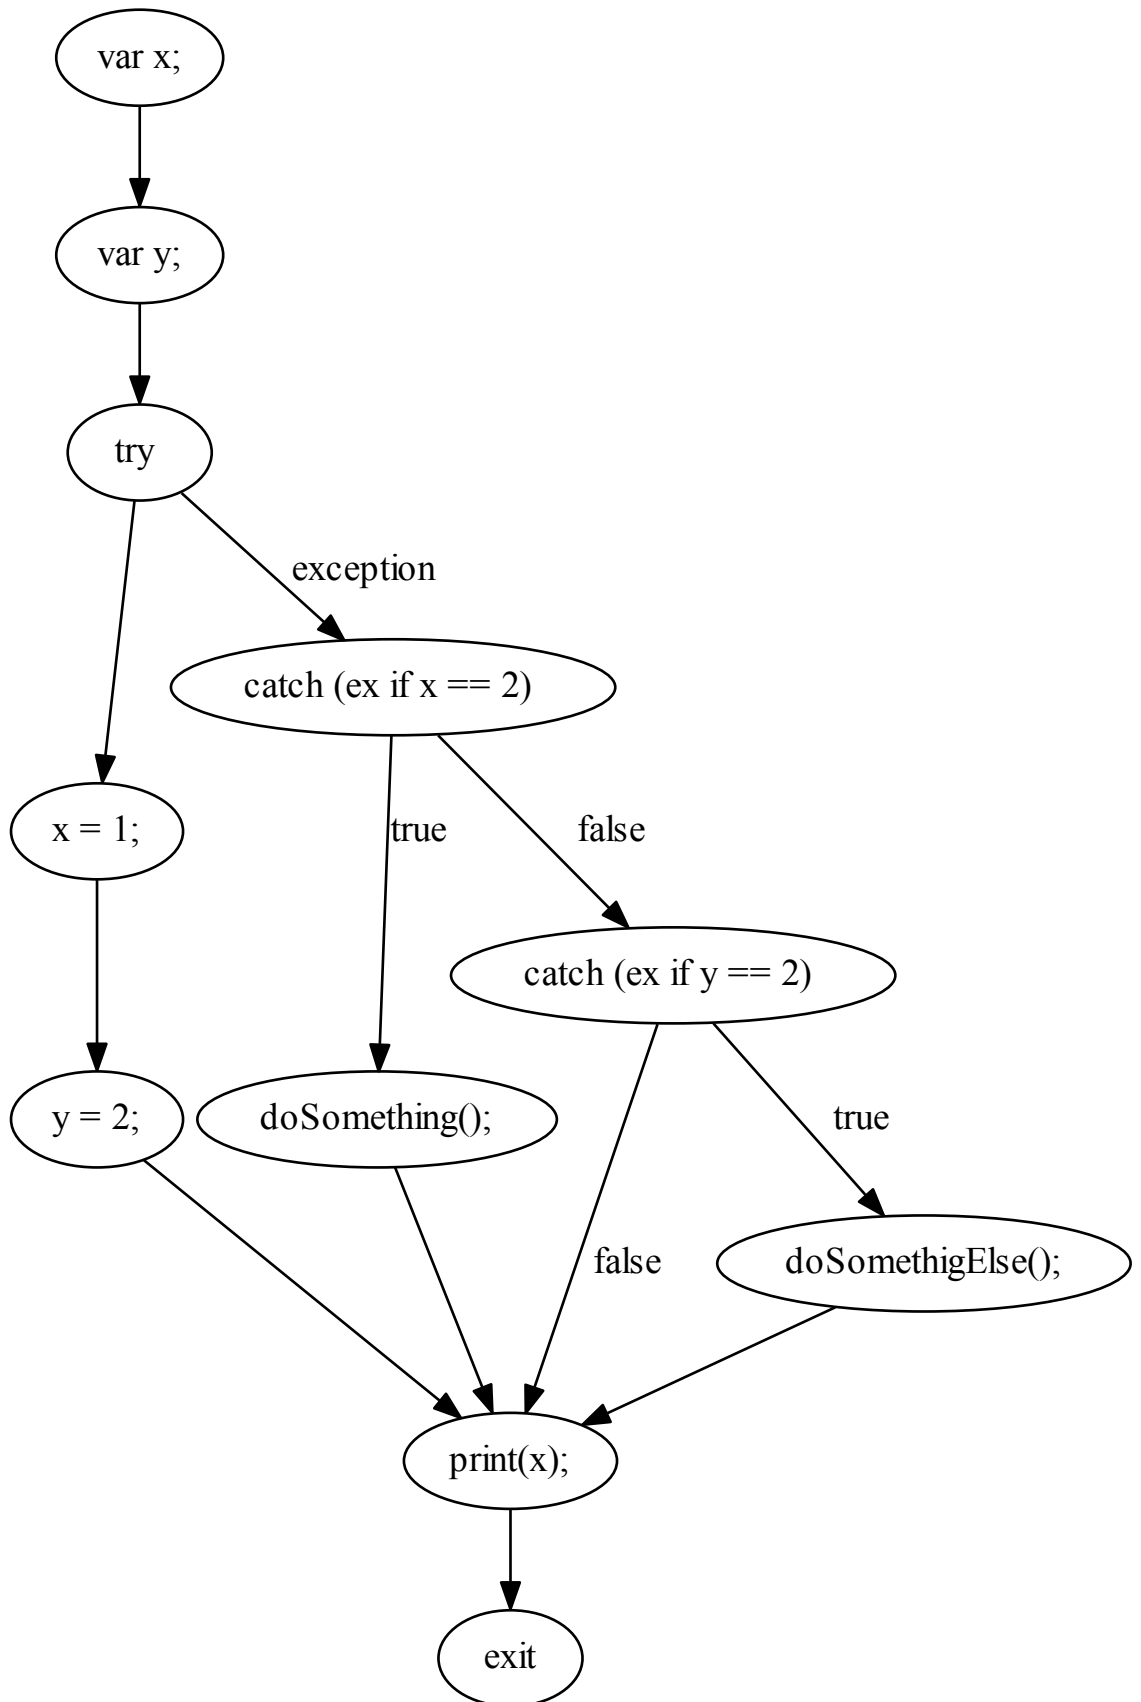 var x;
var y;
try
exception
catch (ex if x == 2)
x = 1;
true
false
catch (ex if y == 2)
y = 2;
doSomething();
true
false
doSomethigElse();
print(x);
exit